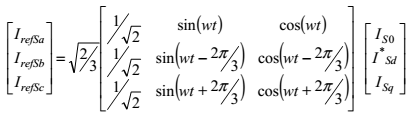 [I_refSa] = √(2/3) [1/√2 sin(wt) cos(wt)] [I_S0]
[I_refSb] [1/√2 sin(wt − 2π/3) cos(wt − 2π/3)] [I*_Sd]
[I_refSc] [1/√2 sin(wt + 2π/3) cos(wt + 2π/3)] [I_Sq]